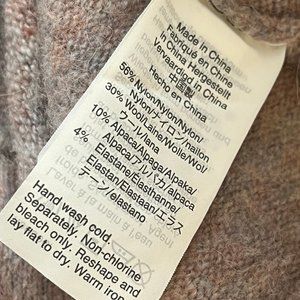 Made in China
Fabriqué en Chine
In China Hergestellt
Vervaardigd in China
中国製
Hecho en China
56% Nylon/Nylon/Nylon/
Nylon/ナイロン/nailon
30% Wool/Laine/Wolle/Wol/
ウール/lana
10% Alpaca/Alpaga/Alpaka/
Alpaca/アルパカ/alpaca
4% Elastane/Elasthanne/
Elastan/Elastaan/エラス
タン/elastano
Hand wash cold.
Separately. Non-chlorine
bleach only. Reshape and
lay flat to dry. Warm iron